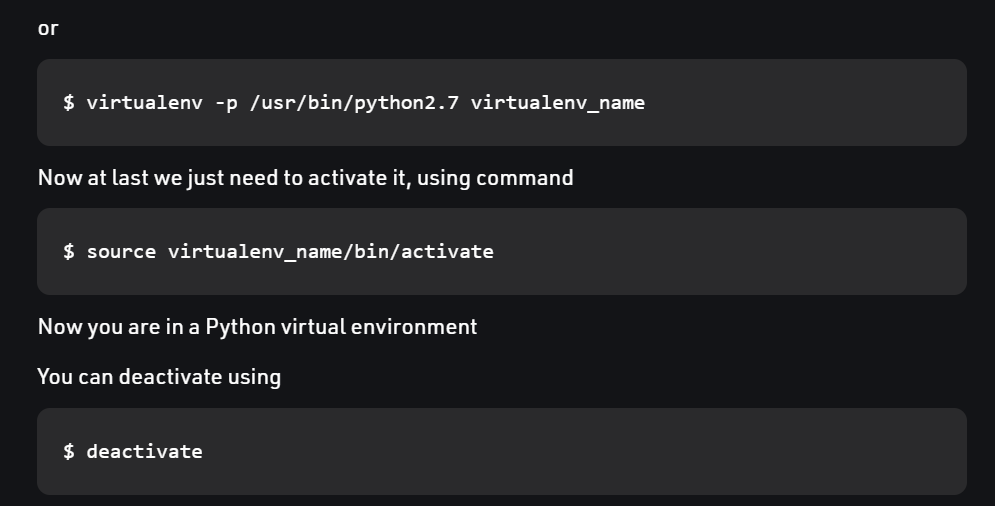 or
$ virtualenv -p /usr/bin/python2.7 virtualenv_name
Now at last we just need to activate it, using command
$ source virtualenv_name/bin/activate
Now you are in a Python virtual environment
You can deactivate using
$ deactivate